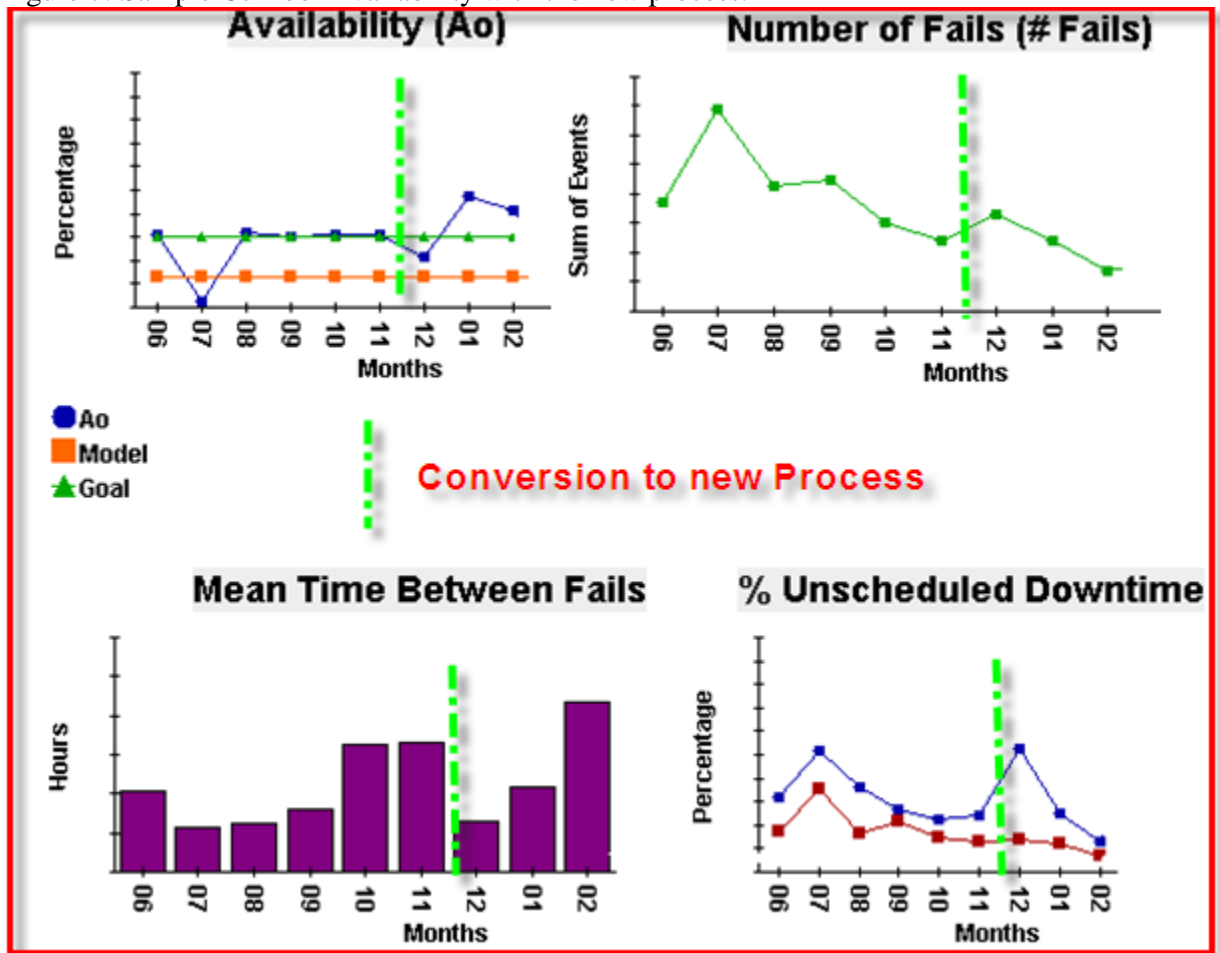 Availability (Ao)
Number of Fails (# Fails)
Percentage
06
07
08
09
10
11
12
01
02
Months
Sum of Events
06
07
08
09
10
11
12
01
02
Months
Ao
Model
Goal
Conversion to new Process
Mean Time Between Fails
% Unscheduled Downtime
Hours
06
07
08
09
10
11
12
01
02
Months
Percentage
06
07
08
09
10
11
12
01
02
Months